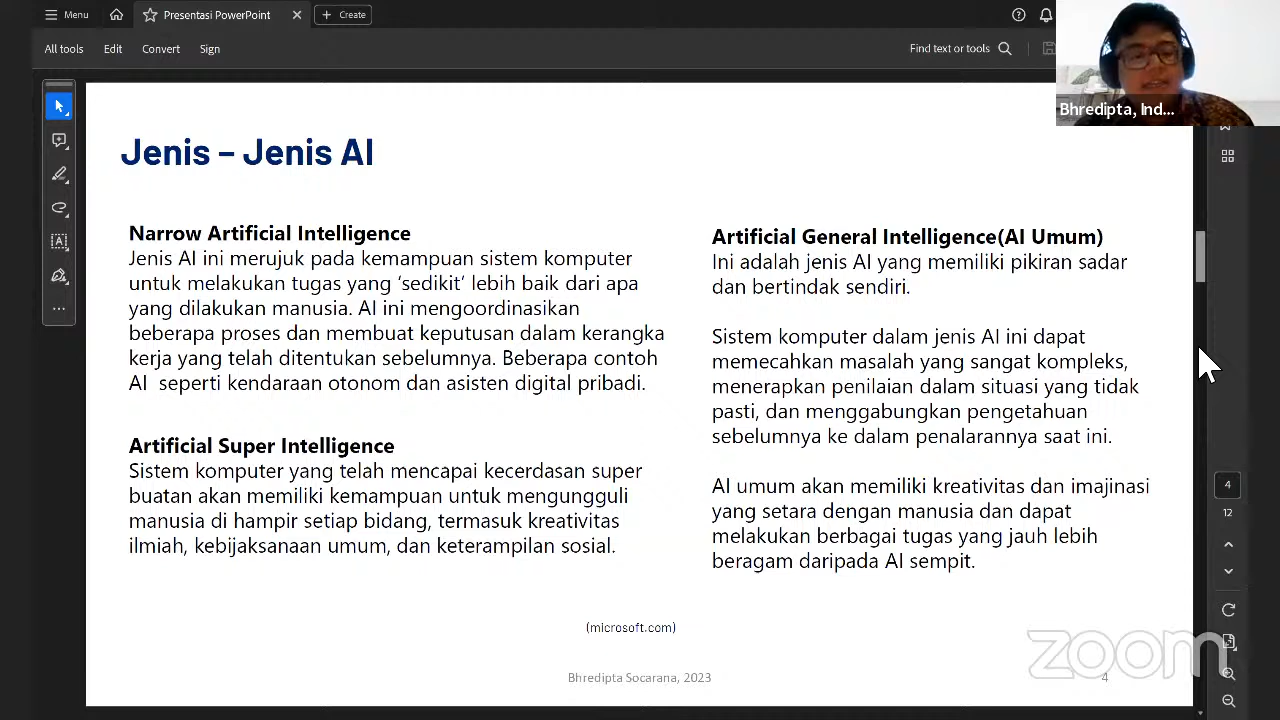 Menu
Presentasi PowerPoint
Create
All tools
Edit
Convert
Sign
Find text or tools
Bhredipta, Ind...
Jenis – Jenis AI
Narrow Artificial Intelligence
Jenis AI ini merujuk pada kemampuan sistem komputer
untuk melakukan tugas yang ‘sedikit’ lebih baik dari apa
yang dilakukan manusia. AI ini mengoordinasikan
beberapa proses dan membuat keputusan dalam kerangka
kerja yang telah ditentukan sebelumnya. Beberapa contoh
AI  seperti kendaraan otonom dan asisten digital pribadi.
Artificial Super Intelligence
Sistem komputer yang telah mencapai kecerdasan super
buatan akan memiliki kemampuan untuk mengungguli
manusia di hampir setiap bidang, termasuk kreativitas
ilmiah, kebijaksanaan umum, dan keterampilan sosial.
Artificial General Intelligence(AI Umum)
Ini adalah jenis AI yang memiliki pikiran sadar
dan bertindak sendiri.
Sistem komputer dalam jenis AI ini dapat
memecahkan masalah yang sangat kompleks,
menerapkan penilaian dalam situasi yang tidak
pasti, dan menggabungkan pengetahuan
sebelumnya ke dalam penalarannya saat ini.
AI umum akan memiliki kreativitas dan imajinasi
yang setara dengan manusia dan dapat
melakukan berbagai tugas yang jauh lebih
beragam daripada AI sempit.
(microsoft.com)
Bhredipta Socarana, 2023
4
4
12
zoom